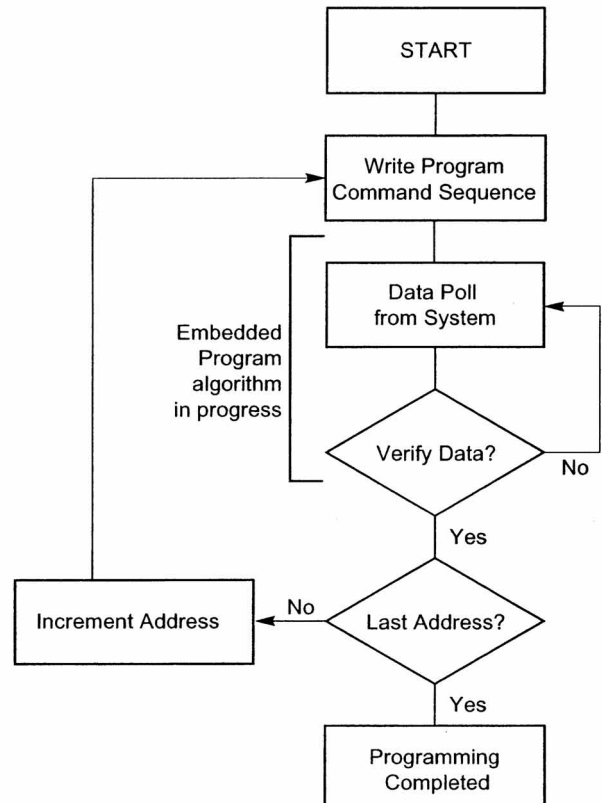 START
Write Program
Command Sequence
Data Poll
from System
Embedded
Program
algorithm
in progress
Verify Data?
No
Yes
Increment Address
No
Last Address?
Yes
Programming
Completed